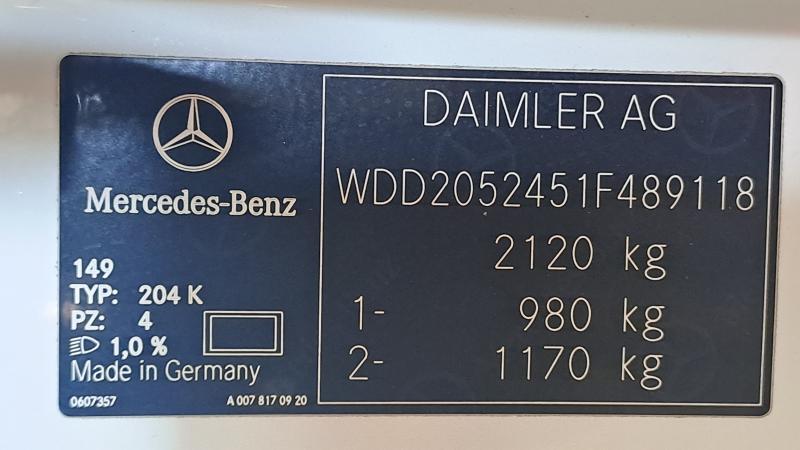 Mercedes-Benz
149
TYP: 204 K
PZ: 4
1,0 %
Made in Germany
0607357
A 007 817 09 20
DAIMLER AG
WDD2052451F489118
2120 kg
1- 980 kg
2- 1170 kg